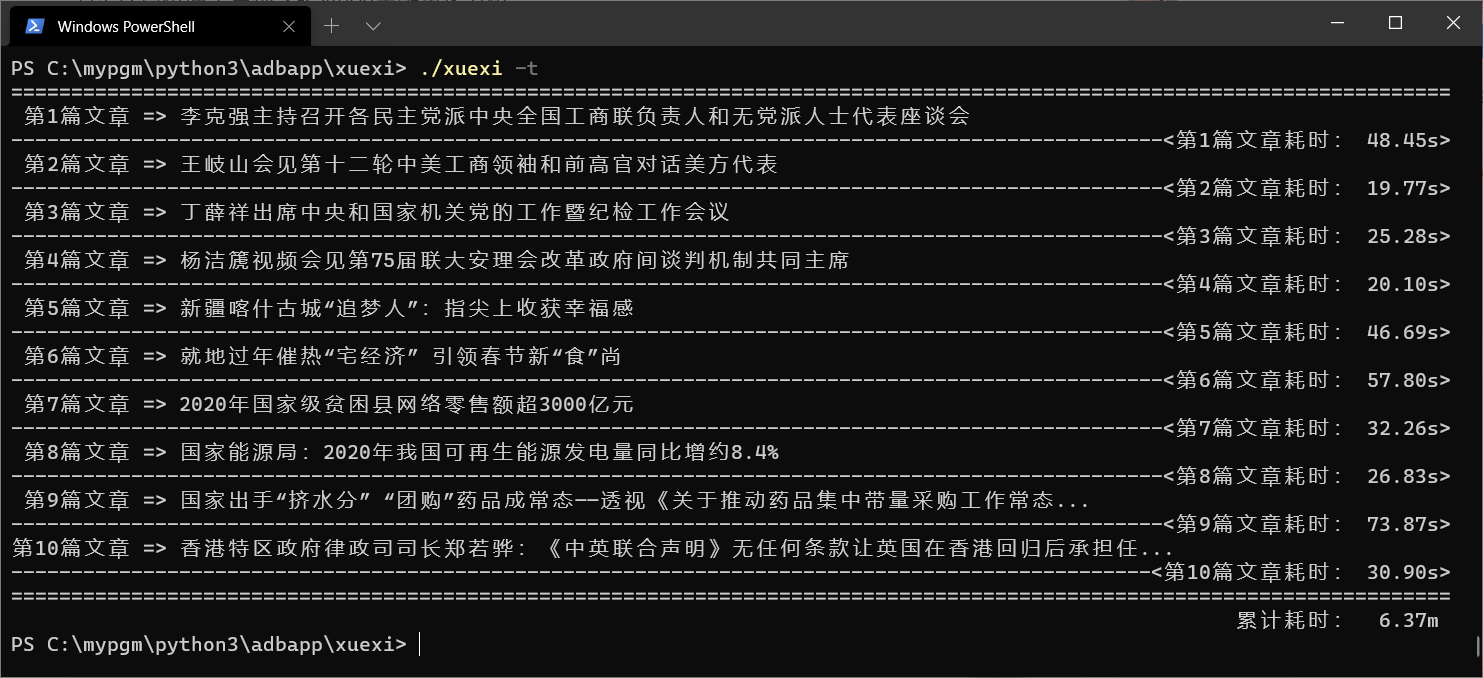 Windows PowerShell
PS C:\mypgm\python3\adbapp\xuexi> ./xuexi -t
========================================================================================================================
第1篇文章 => 李克强主持召开各民主党派中央全国工商联负责人和无党派人士代表座谈会
------------------------------------------------------------------------------------------------<第1篇文章耗时: 48.45s>
第2篇文章 => 王岐山会见第十二轮中美工商领袖和前高官对话美方代表
------------------------------------------------------------------------------------------------<第2篇文章耗时: 19.77s>
第3篇文章 => 丁薛祥出席中央和国家机关党的工作暨纪检工作会议
------------------------------------------------------------------------------------------------<第3篇文章耗时: 25.28s>
第4篇文章 => 杨洁篪视频会见第75届联大安理会改革政府间谈判机制共同主席
------------------------------------------------------------------------------------------------<第4篇文章耗时: 20.10s>
第5篇文章 => 新疆喀什古城“追梦人”：指尖上收获幸福感
------------------------------------------------------------------------------------------------<第5篇文章耗时: 46.69s>
第6篇文章 => 就地过年催热“宅经济” 引领春节新“食”尚
------------------------------------------------------------------------------------------------<第6篇文章耗时: 57.80s>
第7篇文章 => 2020年国家级贫困县网络零售额超3000亿元
------------------------------------------------------------------------------------------------<第7篇文章耗时: 32.26s>
第8篇文章 => 国家能源局：2020年我国可再生能源发电量同比增约8.4%
------------------------------------------------------------------------------------------------<第8篇文章耗时: 26.83s>
第9篇文章 => 国家出手“挤水分” “团购”药品成常态——透视《关于推动药品集中带量采购工作常态...
------------------------------------------------------------------------------------------------<第9篇文章耗时: 73.87s>
第10篇文章 => 香港特区政府律政司司长郑若骅：《中英联合声明》无任何条款让英国在香港回归后承担任...
-----------------------------------------------------------------------------------------------<第10篇文章耗时: 30.90s>
========================================================================================================================
累计耗时: 6.37m
PS C:\mypgm\python3\adbapp\xuexi>